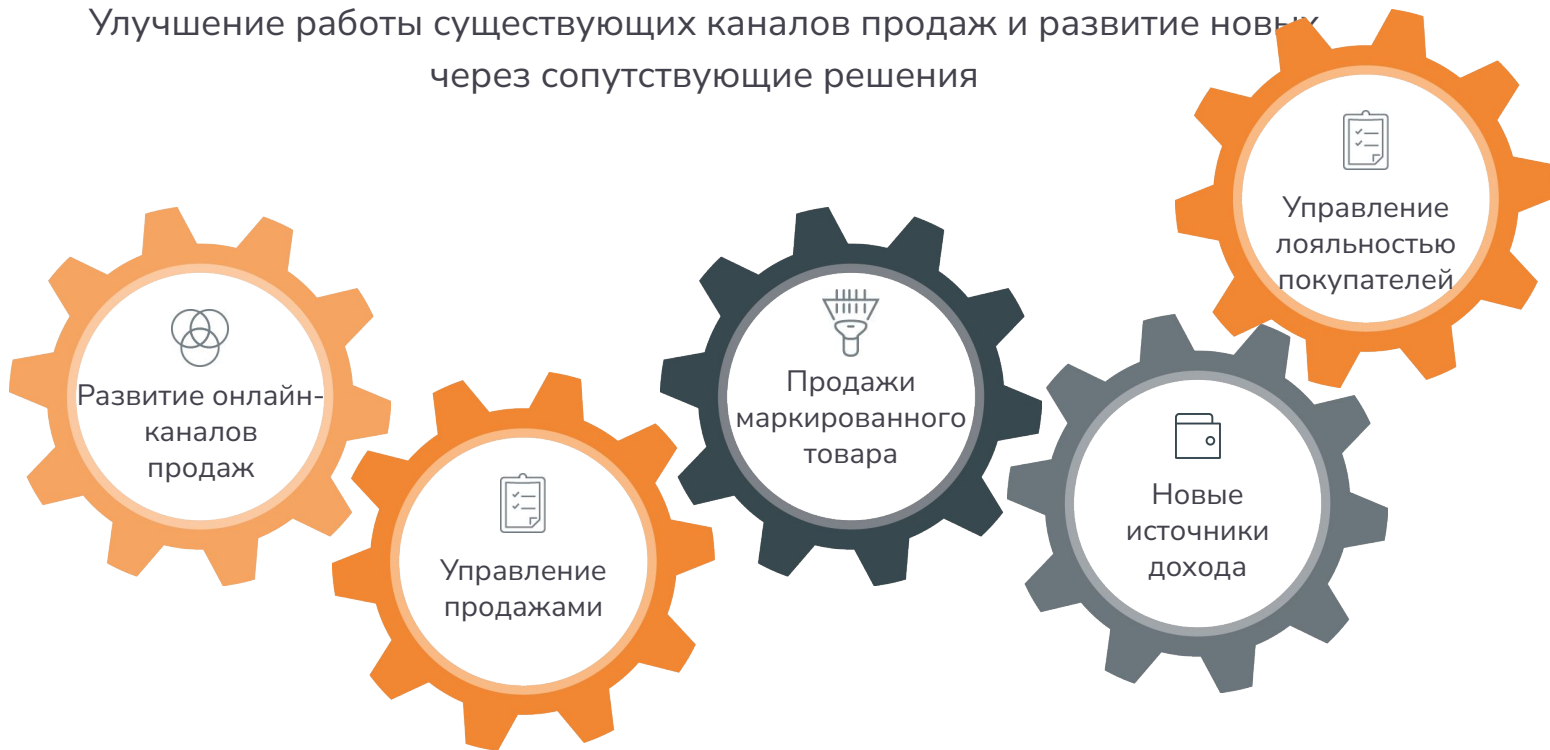 Улучшение работы существующих каналов продаж и развитие новых
через сопутствующие решения
Развитие онлайн-
каналов
продаж
Управление
продажами
Продажи
маркированного
товара
Новые
источники
дохода
Управление
лояльностью
покупателей